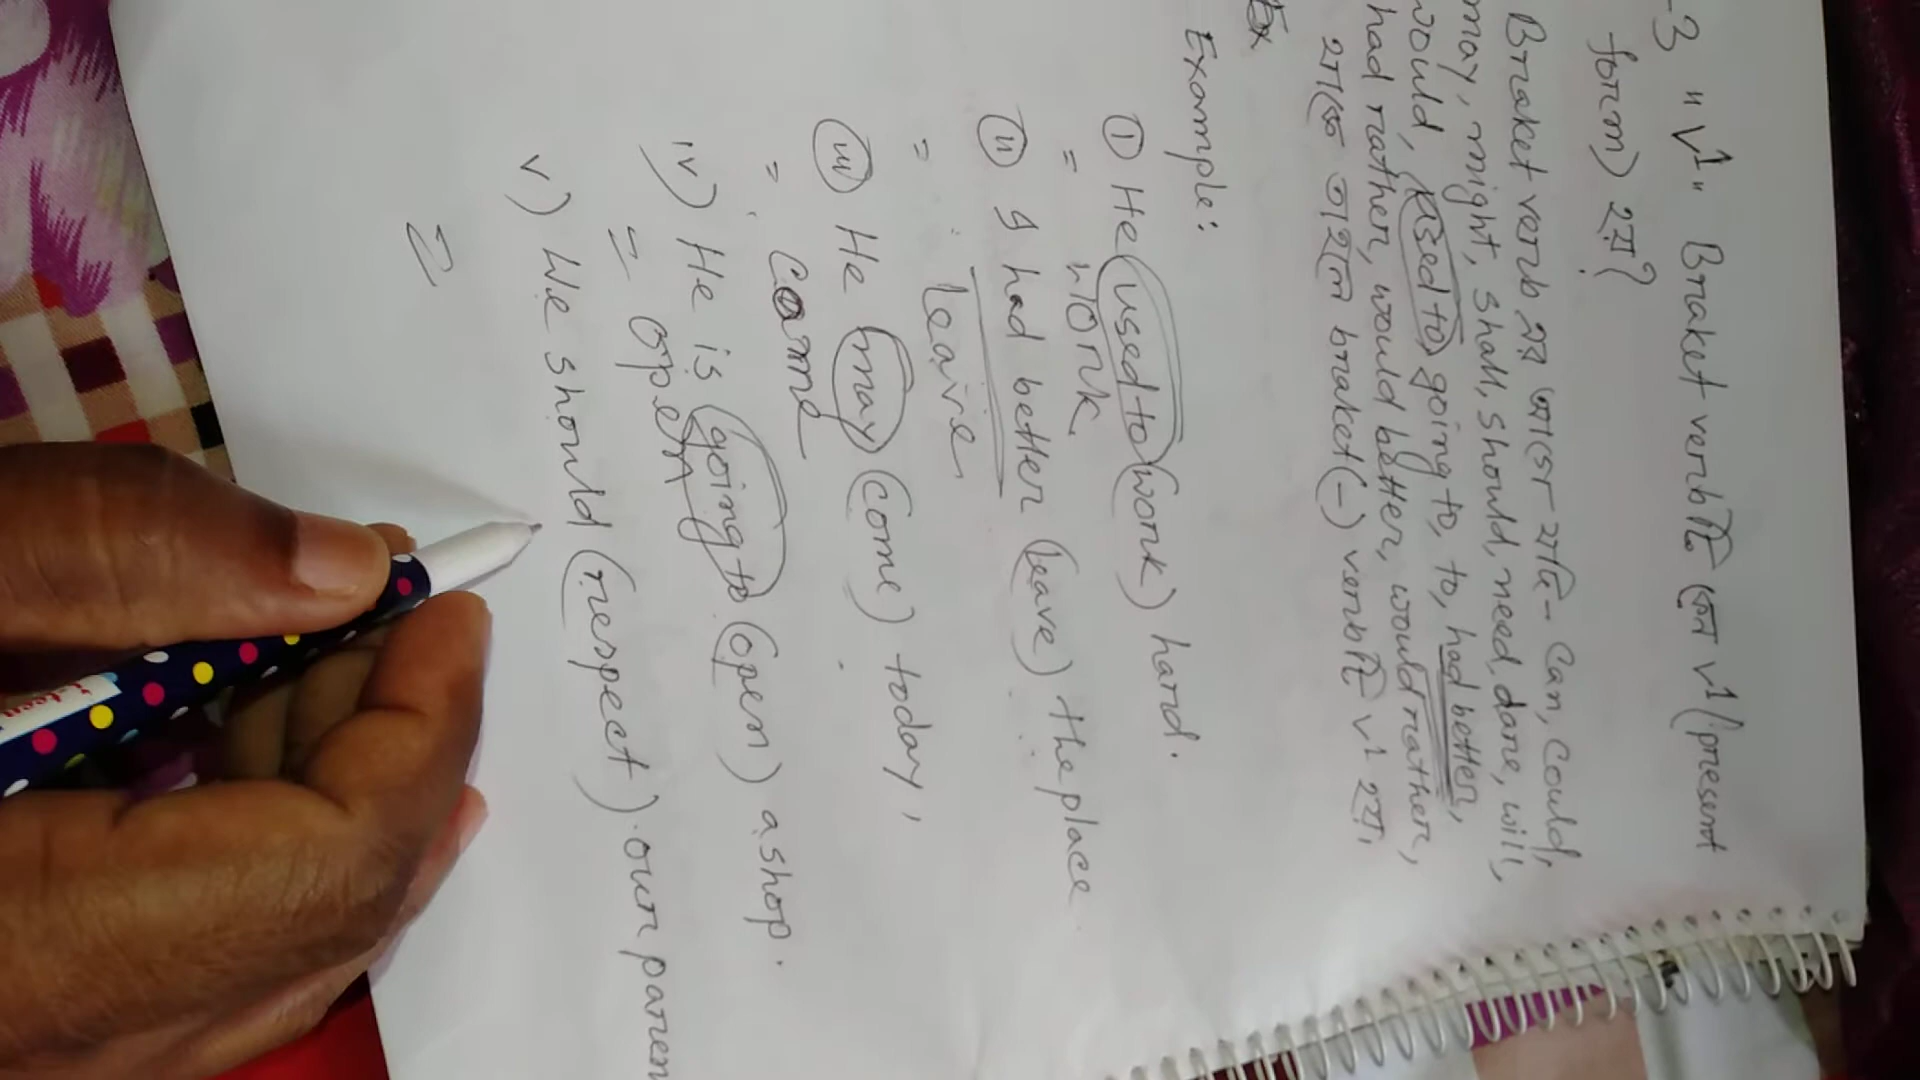 -3 "V1" Braket verbটি কেন V1 (present
form) হয়?
Braket verb এর আগে যদি - Can, Could,
may, might, shall, should, need, dare, will,
would, used to, going to, to, had better,
had rather, would better, would rather,
থাকে তাহলে braket (-) verbটি V1 হয়।
Ex
Example:
i He used to (work) hard.
= work
ii I had better (leave) the place
= leave
iii He may (come) today,
= come
iv) He is going to (open) a shop.
= open
v) We should (respect) our paren
=